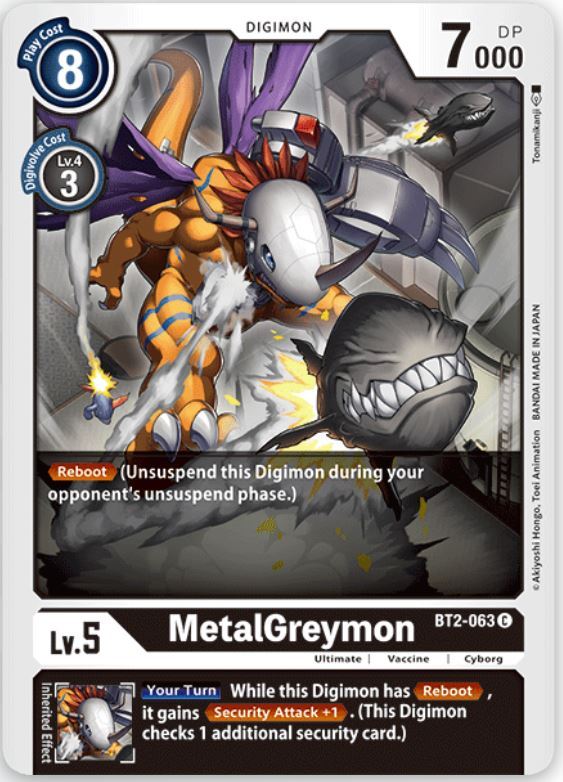 DIGIMON
Play Cost
8
7000
DP
Digivolve Cost
Lv.4
3
Tonamikanji
© Akiyoshi Hongo, Toei Animation BANDAI MADE IN JAPAN
Reboot (Unsuspend this Digimon during your
opponent's unsuspend phase.)
Lv.5
MetalGreymon
BT2-063 C
Ultimate | Vaccine | Cyborg
Inherited Effect
Your Turn While this Digimon has Reboot ,
it gains Security Attack +1 . (This Digimon
checks 1 additional security card.)